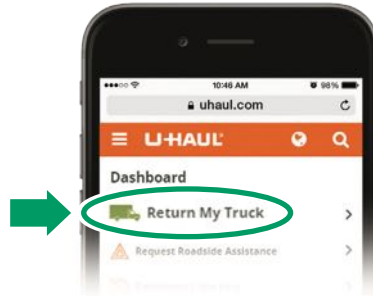 10:46 AM
98%
uhaul.com
U-HAUL
Dashboard
Return My Truck
Request Roadside Assistance